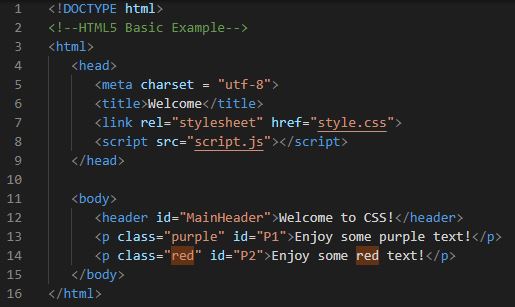 1 <!DOCTYPE html>
2 <!--HTML5 Basic Example-->
3 <html>
4 <head>
5 <meta charset = "utf-8">
6 <title>Welcome</title>
7 <link rel="stylesheet" href="style.css">
8 <script src="script.js"></script>
9 </head>
10
11 <body>
12 <header id="MainHeader">Welcome to CSS!</header>
13 <p class="purple" id="P1">Enjoy some purple text!</p>
14 <p class="red" id="P2">Enjoy some red text!</p>
15 </body>
16 </html>